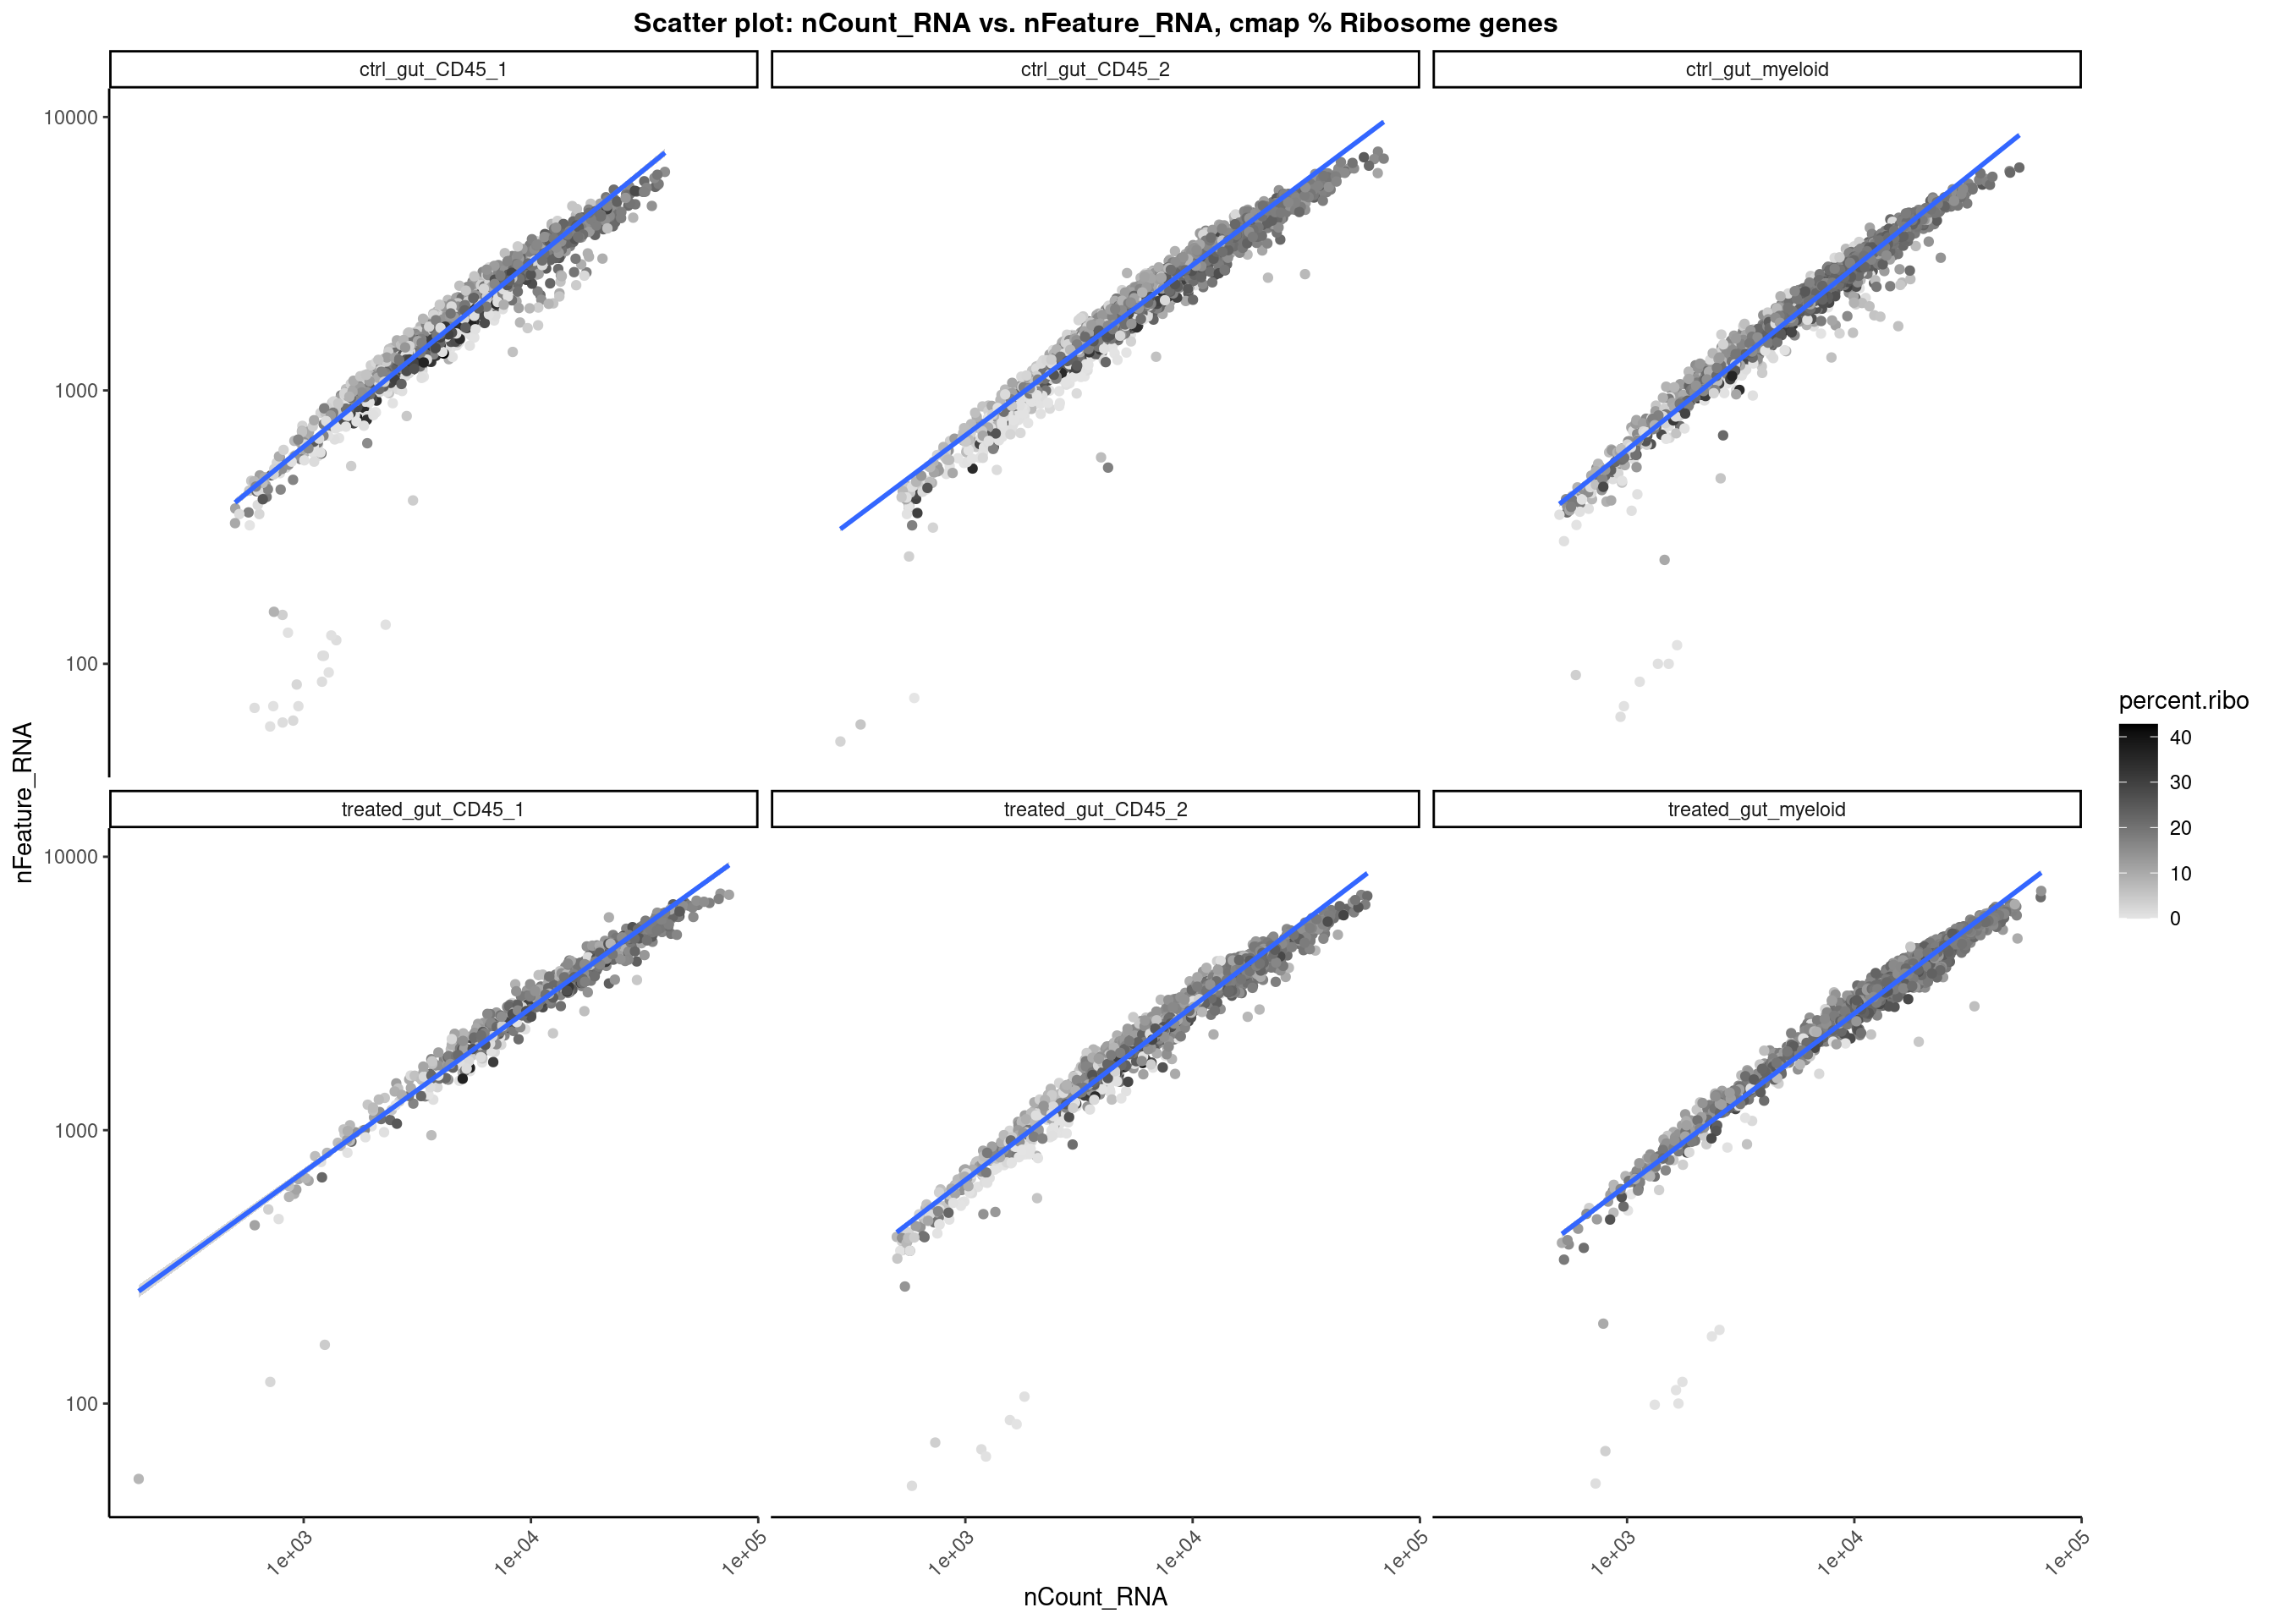 Scatter plot: nCount_RNA vs. nFeature_RNA, cmap % Ribosome genes
ctrl_gut_CD45_1
ctrl_gut_CD45_2
ctrl_gut_myeloid
10000
1000
100
treated_gut_CD45_1
treated_gut_CD45_2
treated_gut_myeloid
10000
1000
100
nFeature_RNA
1e+03
1e+04
1e+05
1e+03
1e+04
1e+05
1e+03
1e+04
1e+05
nCount_RNA
percent.ribo
40
30
20
10
0